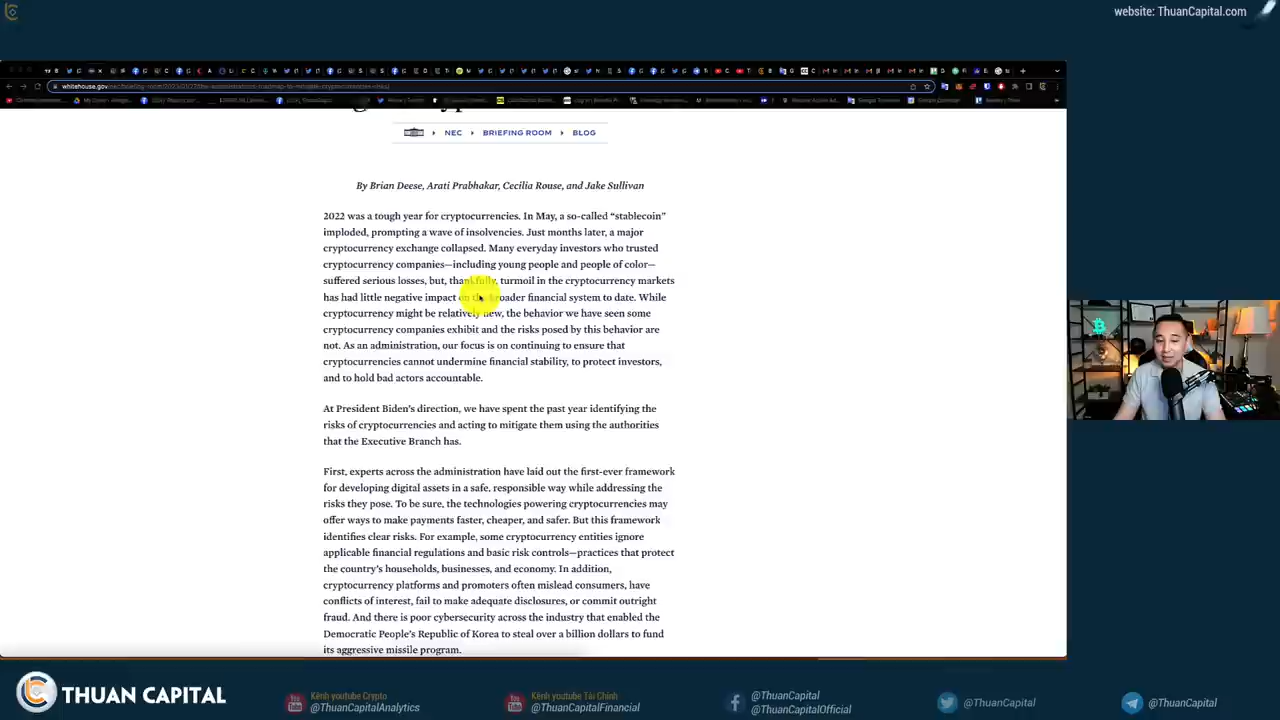 website: ThuanCapital.com
whitehouse.gov
NEC
BRIEFING ROOM
BLOG
By Brian Deese, Arati Prabhakar, Cecilia Rouse, and Jake Sullivan
2022 was a tough year for cryptocurrencies. In May, a so-called “stablecoin”
imploded, prompting a wave of insolvencies. Just months later, a major
cryptocurrency exchange collapsed. Many everyday investors who trusted
cryptocurrency companies—including young people and people of color—
suffered serious losses, but, thankfully, turmoil in the cryptocurrency markets
has had little negative impact on the broader financial system to date. While
cryptocurrency might be relatively new, the behavior we have seen some
cryptocurrency companies exhibit and the risks posed by this behavior are
not. As an administration, our focus is on continuing to ensure that
cryptocurrencies cannot undermine financial stability, to protect investors,
and to hold bad actors accountable.
At President Biden’s direction, we have spent the past year identifying the
risks of cryptocurrencies and acting to mitigate them using the authorities
that the Executive Branch has.
First, experts across the administration have laid out the first-ever framework
for developing digital assets in a safe, responsible way while addressing the
risks they pose. To be sure, the technologies powering cryptocurrencies may
offer ways to make payments faster, cheaper, and safer. But this framework
identifies clear risks. For example, some cryptocurrency entities ignore
applicable financial regulations and basic risk controls—practices that protect
the country’s households, businesses, and economy. In addition,
cryptocurrency platforms and promoters often mislead consumers, have
conflicts of interest, fail to make adequate disclosures, or commit outright
fraud. And there is poor cybersecurity across the industry that enabled the
Democratic People’s Republic of Korea to steal over a billion dollars to fund
its aggressive missile program.
THUAN CAPITAL
Kênh youtube Crypto
@ThuanCapitalAnalytics
Kênh youtube Tài Chính
@ThuanCapitalFinancial
@ThuanCapital
@ThuanCapitalOfficial
@ThuanCapital
@ThuanCapital